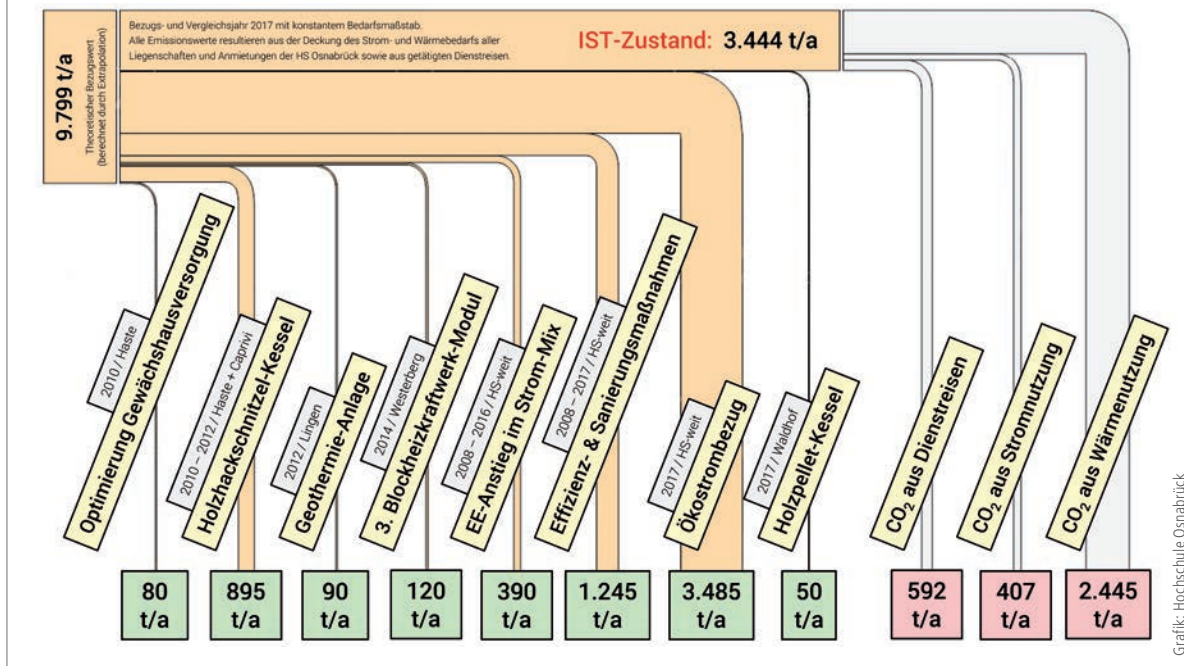 9.799 t/a
Theoretischer Bezugswert
(berechnet durch Extrapolation)
Bezugs- und Vergleichsjahr 2017 mit konstantem Bedarfsmaßstab.
Alle Emissionswerte resultieren aus der Deckung des Strom- und Wärmebedarfs aller
Liegenschaften und Anmietungen der HS Osnabrück sowie aus getätigten Dienstreisen.
IST-Zustand: 3.444 t/a
2010 / Haste
Optimierung Gewächshausversorgung
2010 – 2012 / Haste + Caprivi
Holzhackschnitzel-Kessel
2012 / Lingen
Geothermie-Anlage
2014 / Westerberg
3. Blockheizkraftwerk-Modul
2008 – 2016 / HS-weit
EE-Anstieg im Strom-Mix
2008 – 2017 / HS-weit
Effizienz- & Sanierungsmaßnahmen
2017 / HS-weit
Ökostrombezug
2017 / Waldhof
Holzpellet-Kessel
CO₂ aus Dienstreisen
CO₂ aus Stromnutzung
CO₂ aus Wärmenutzung
80
t/a
895
t/a
90
t/a
120
t/a
390
t/a
1.245
t/a
3.485
t/a
50
t/a
592
t/a
407
t/a
2.445
t/a
Grafik: Hochschule Osnabrück